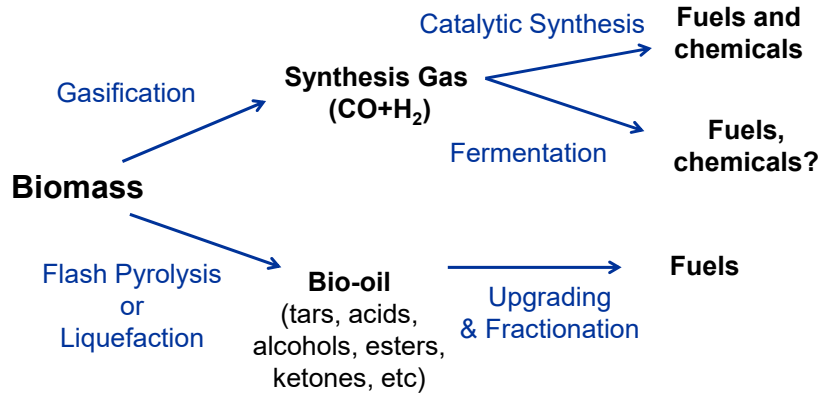 Catalytic Synthesis
Fuels and
chemicals
Gasification
Synthesis Gas
(CO+H₂)
Fermentation
Fuels,
chemicals?
Biomass
Flash Pyrolysis
or
Liquefaction
Bio-oil
(tars, acids,
alcohols, esters,
ketones, etc)
Upgrading
& Fractionation
Fuels